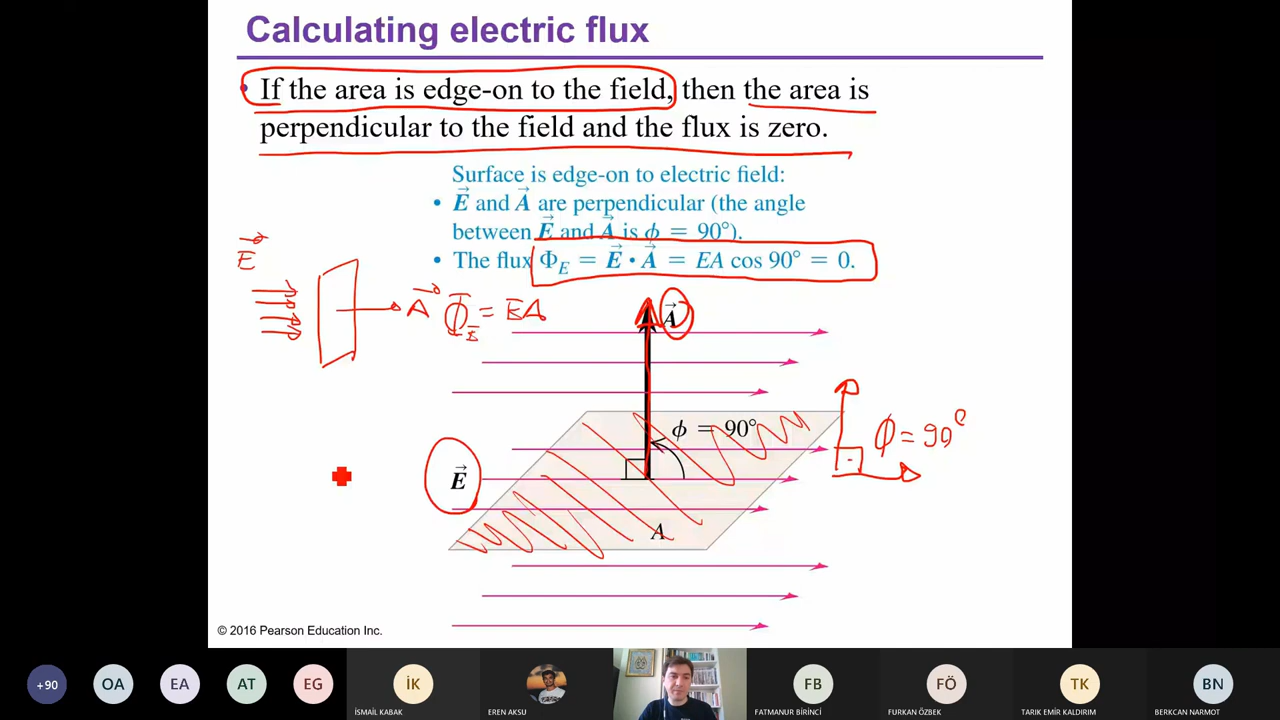 Calculating electric flux
• If the area is edge-on to the field, then the area is
perpendicular to the field and the flux is zero.
Surface is edge-on to electric field:
• E⃗ and A⃗ are perpendicular (the angle
between E⃗ and A⃗ is ϕ = 90°).
• The flux Φ_E = E⃗ • A⃗ = EA cos 90° = 0.
E⃗
A⃗
Φ_E = EA
A⃗
ϕ = 90°
ϕ = 90°
E⃗
A
© 2016 Pearson Education Inc.
+90
OA
EA
AT
EG
İK
FB
FÖ
TK
BN
İSMAİL KABAK
EREN AKSU
FATMANUR BİRİNCİ
FURKAN ÖZBEK
TARIK EMİR KALDIRIM
BERKCAN NARMOT